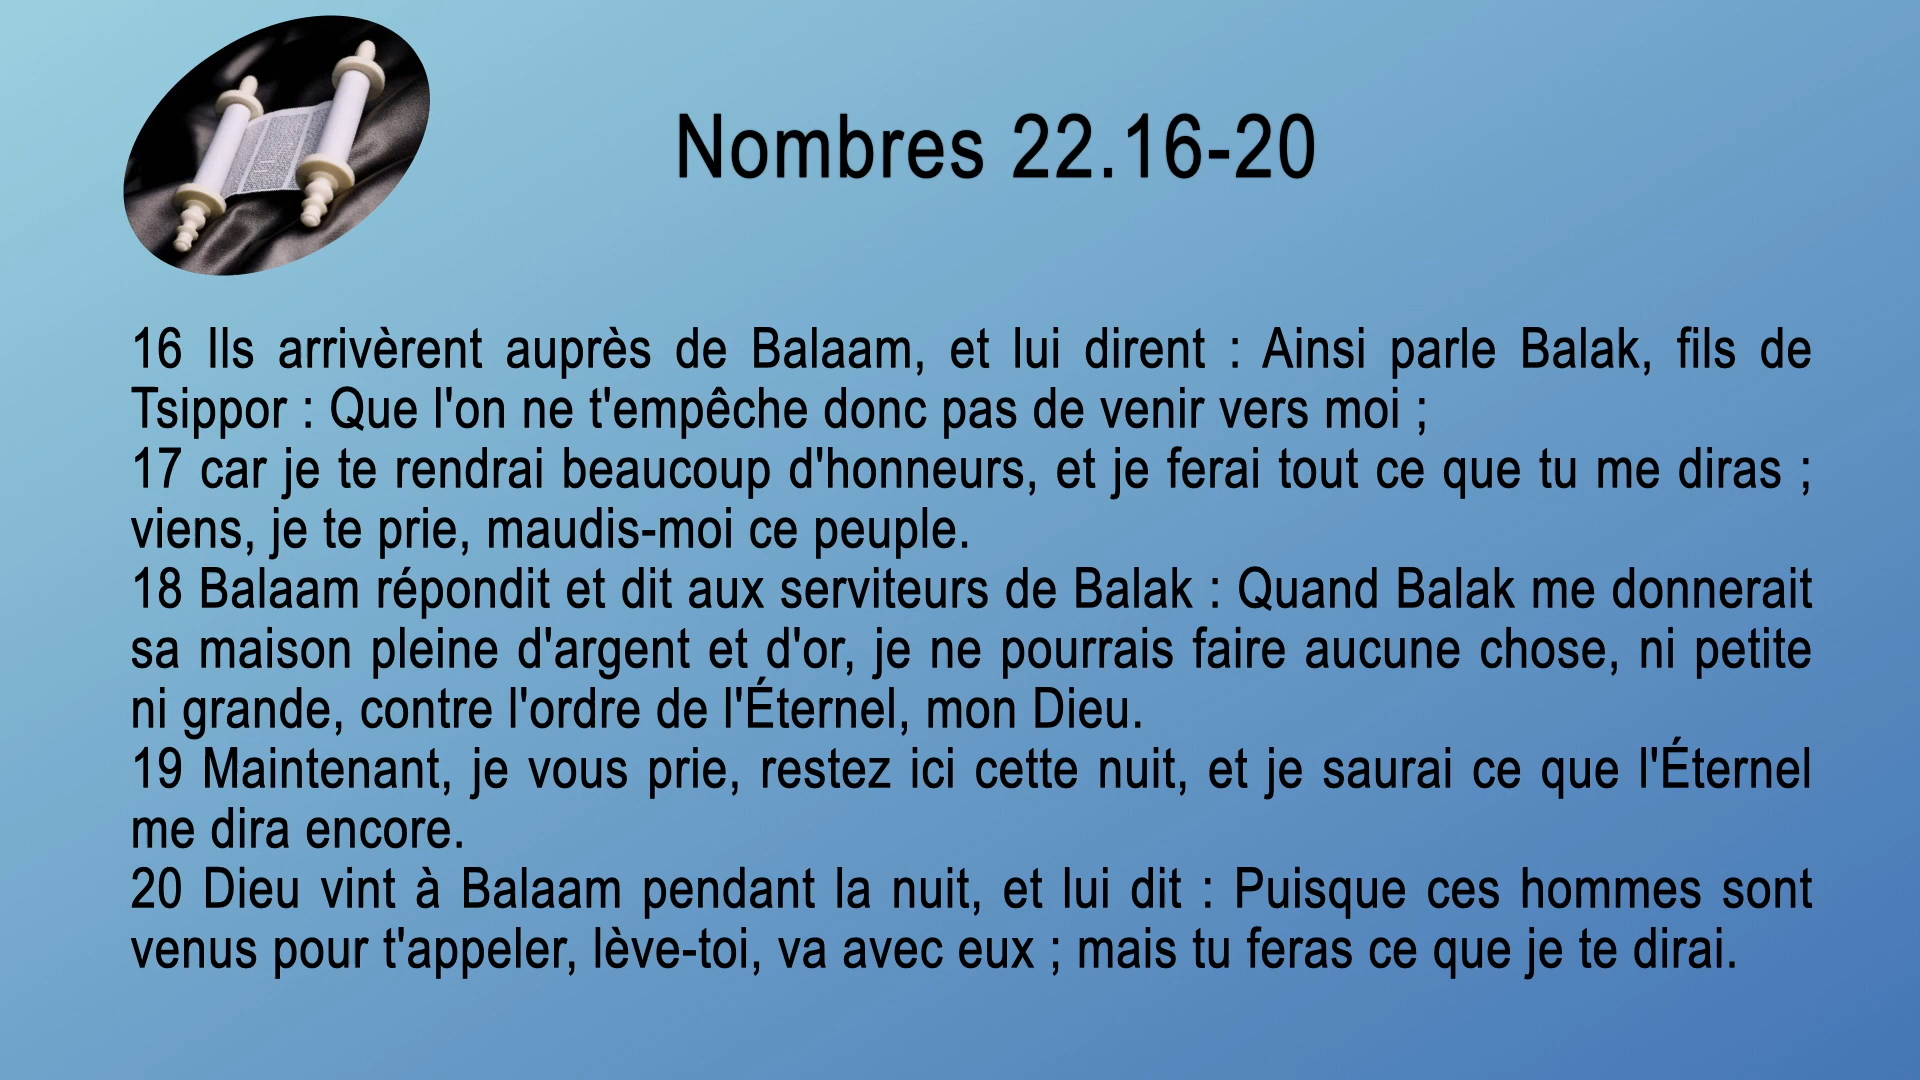 Nombres 22.16-20
16 Ils arrivèrent auprès de Balaam, et lui dirent : Ainsi parle Balak, fils de
Tsippor : Que l'on ne t'empêche donc pas de venir vers moi ;
17 car je te rendrai beaucoup d'honneurs, et je ferai tout ce que tu me diras ;
viens, je te prie, maudis-moi ce peuple.
18 Balaam répondit et dit aux serviteurs de Balak : Quand Balak me donnerait
sa maison pleine d'argent et d'or, je ne pourrais faire aucune chose, ni petite
ni grande, contre l'ordre de l'Éternel, mon Dieu.
19 Maintenant, je vous prie, restez ici cette nuit, et je saurai ce que l'Éternel
me dira encore.
20 Dieu vint à Balaam pendant la nuit, et lui dit : Puisque ces hommes sont
venus pour t'appeler, lève-toi, va avec eux ; mais tu feras ce que je te dirai.